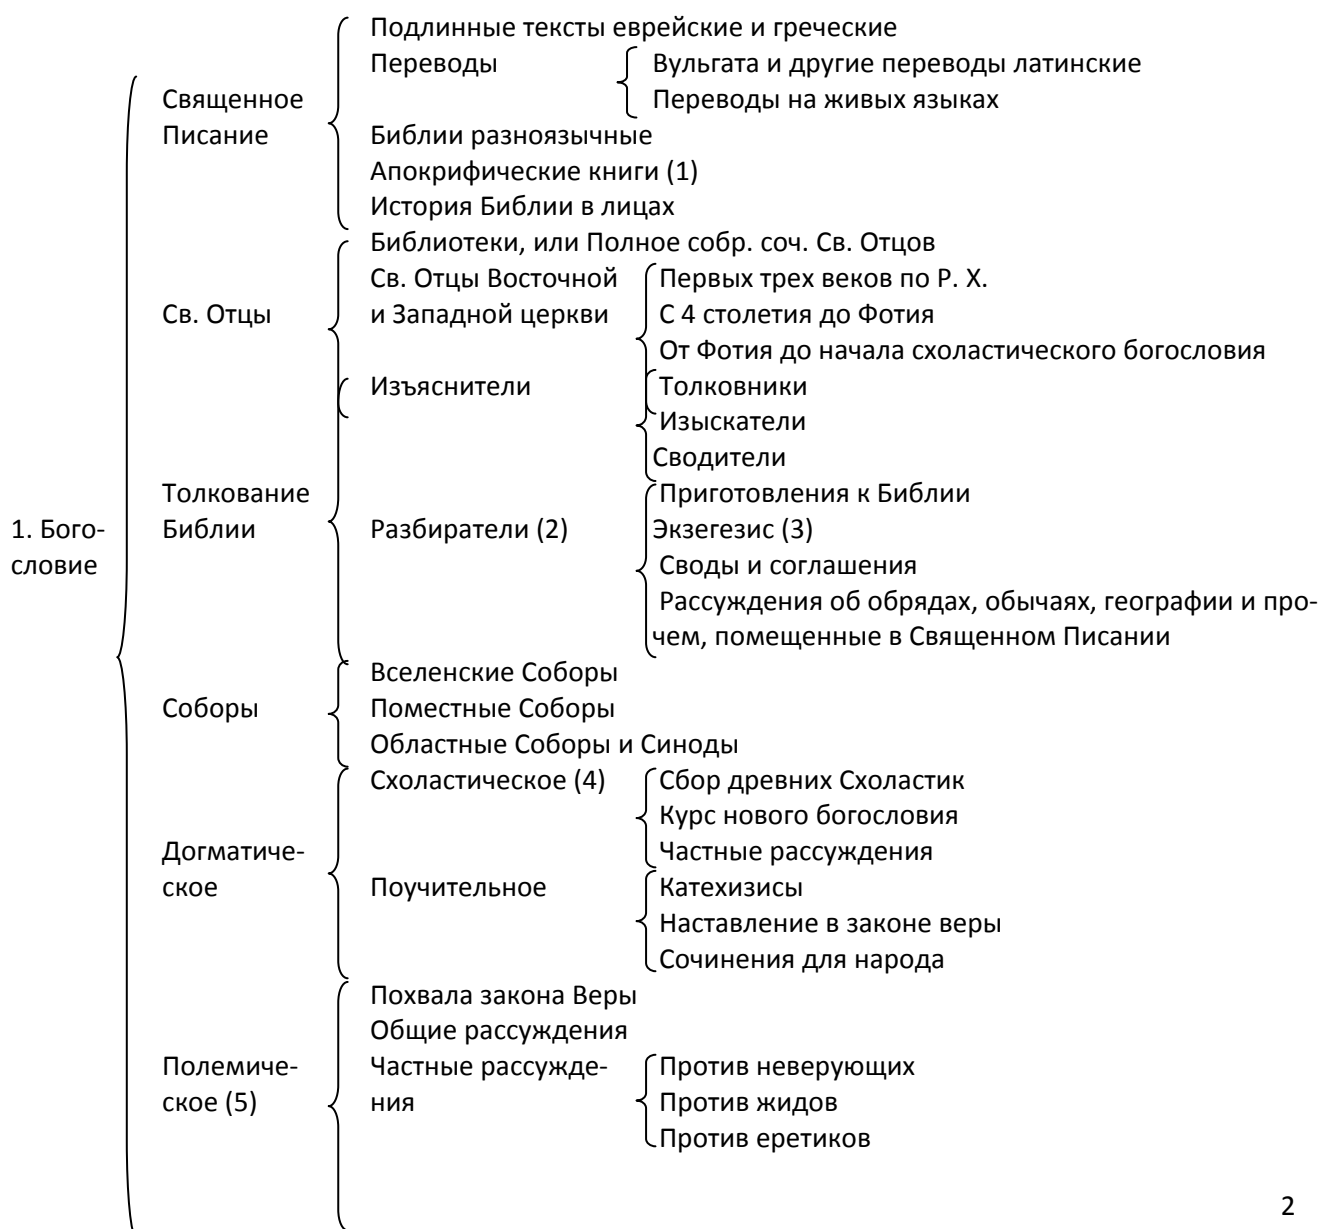 Подлинные тексты еврейские и греческие
Переводы Вульгата и другие переводы латинские
Священное Переводы на живых языках
Писание Библии разноязычные
Апокрифические книги (1)
История Библии в лицах
Библиотеки, или Полное собр. соч. Св. Отцов
Св. Отцы Восточной Первых трех веков по Р. Х.
Св. Отцы и Западной церкви С 4 столетия до Фотия
От Фотия до начала схоластического богословия
Изъяснители Толковники
Изыскатели
Сводители
Толкование Приготовления к Библии
1. Бого- Библии Разбиратели (2) Экзегезис (3)
словие Своды и соглашения
Рассуждения об обрядах, обычаях, географии и про-
чем, помещенные в Священном Писании
Вселенские Соборы
Соборы Поместные Соборы
Областные Соборы и Синоды
Схоластическое (4) Сбор древних Схоластик
Курс нового богословия
Догматиче- Частные рассуждения
ское Поучительное Катехизисы
Наставление в законе веры
Сочинения для народа
Похвала закона Веры
Общие рассуждения
Полемиче- Частные рассужде- Против неверующих
ское (5) ния Против жидов
Против еретиков
2